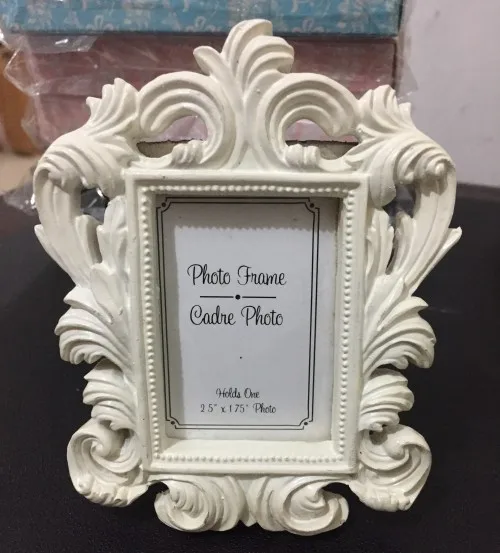 Photo Frame
Cadre Photo
Holds One
2.5" x 1.75" Photo